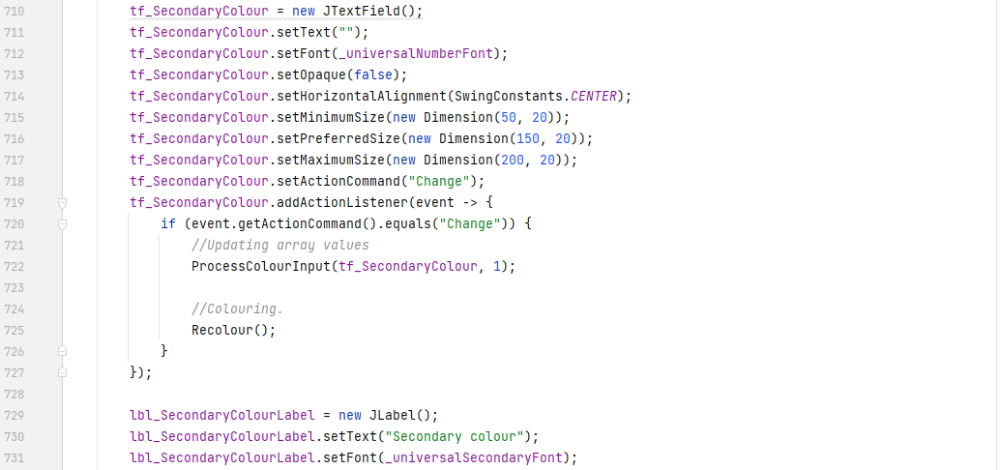 710 tf_SecondaryColour = new JTextField();
711 tf_SecondaryColour.setText("");
712 tf_SecondaryColour.setFont(_universalNumberFont);
713 tf_SecondaryColour.setOpaque(false);
714 tf_SecondaryColour.setHorizontalAlignment(SwingConstants.CENTER);
715 tf_SecondaryColour.setMinimumSize(new Dimension(50, 20));
716 tf_SecondaryColour.setPreferredSize(new Dimension(150, 20));
717 tf_SecondaryColour.setMaximumSize(new Dimension(200, 20));
718 tf_SecondaryColour.setActionCommand("Change");
719 tf_SecondaryColour.addActionListener(event -> {
720 if (event.getActionCommand().equals("Change")) {
721 //Updating array values
722 ProcessColourInput(tf_SecondaryColour, 1);
723
724 //Colouring.
725 Recolour();
726 }
727 });
728
729 lbl_SecondaryColourLabel = new JLabel();
730 lbl_SecondaryColourLabel.setText("Secondary colour");
731 lbl_SecondaryColourLabel.setFont(_universalSecondaryFont);